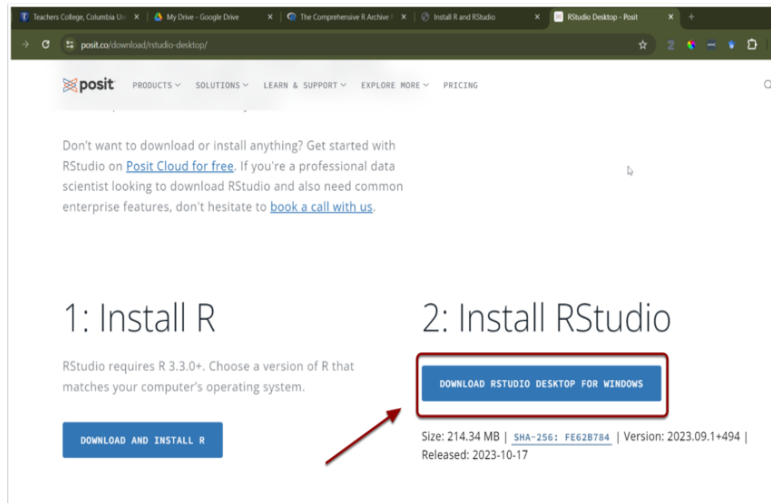 Teachers College, Columbia Un
My Drive - Google Drive
The Comprehensive R Archive
Install R and RStudio
RStudio Desktop - Posit
posit.co/download/rstudio-desktop/
posit
PRODUCTS
SOLUTIONS
LEARN & SUPPORT
EXPLORE MORE
PRICING
Don't want to download or install anything? Get started with
RStudio on Posit Cloud for free. If you're a professional data
scientist looking to download RStudio and also need common
enterprise features, don't hesitate to book a call with us.
1: Install R
RStudio requires R 3.3.0+. Choose a version of R that
matches your computer's operating system.
DOWNLOAD AND INSTALL R
2: Install RStudio
DOWNLOAD RSTUDIO DESKTOP FOR WINDOWS
Size: 214.34 MB | SHA-256: FE62B784 | Version: 2023.09.1+494 |
Released: 2023-10-17